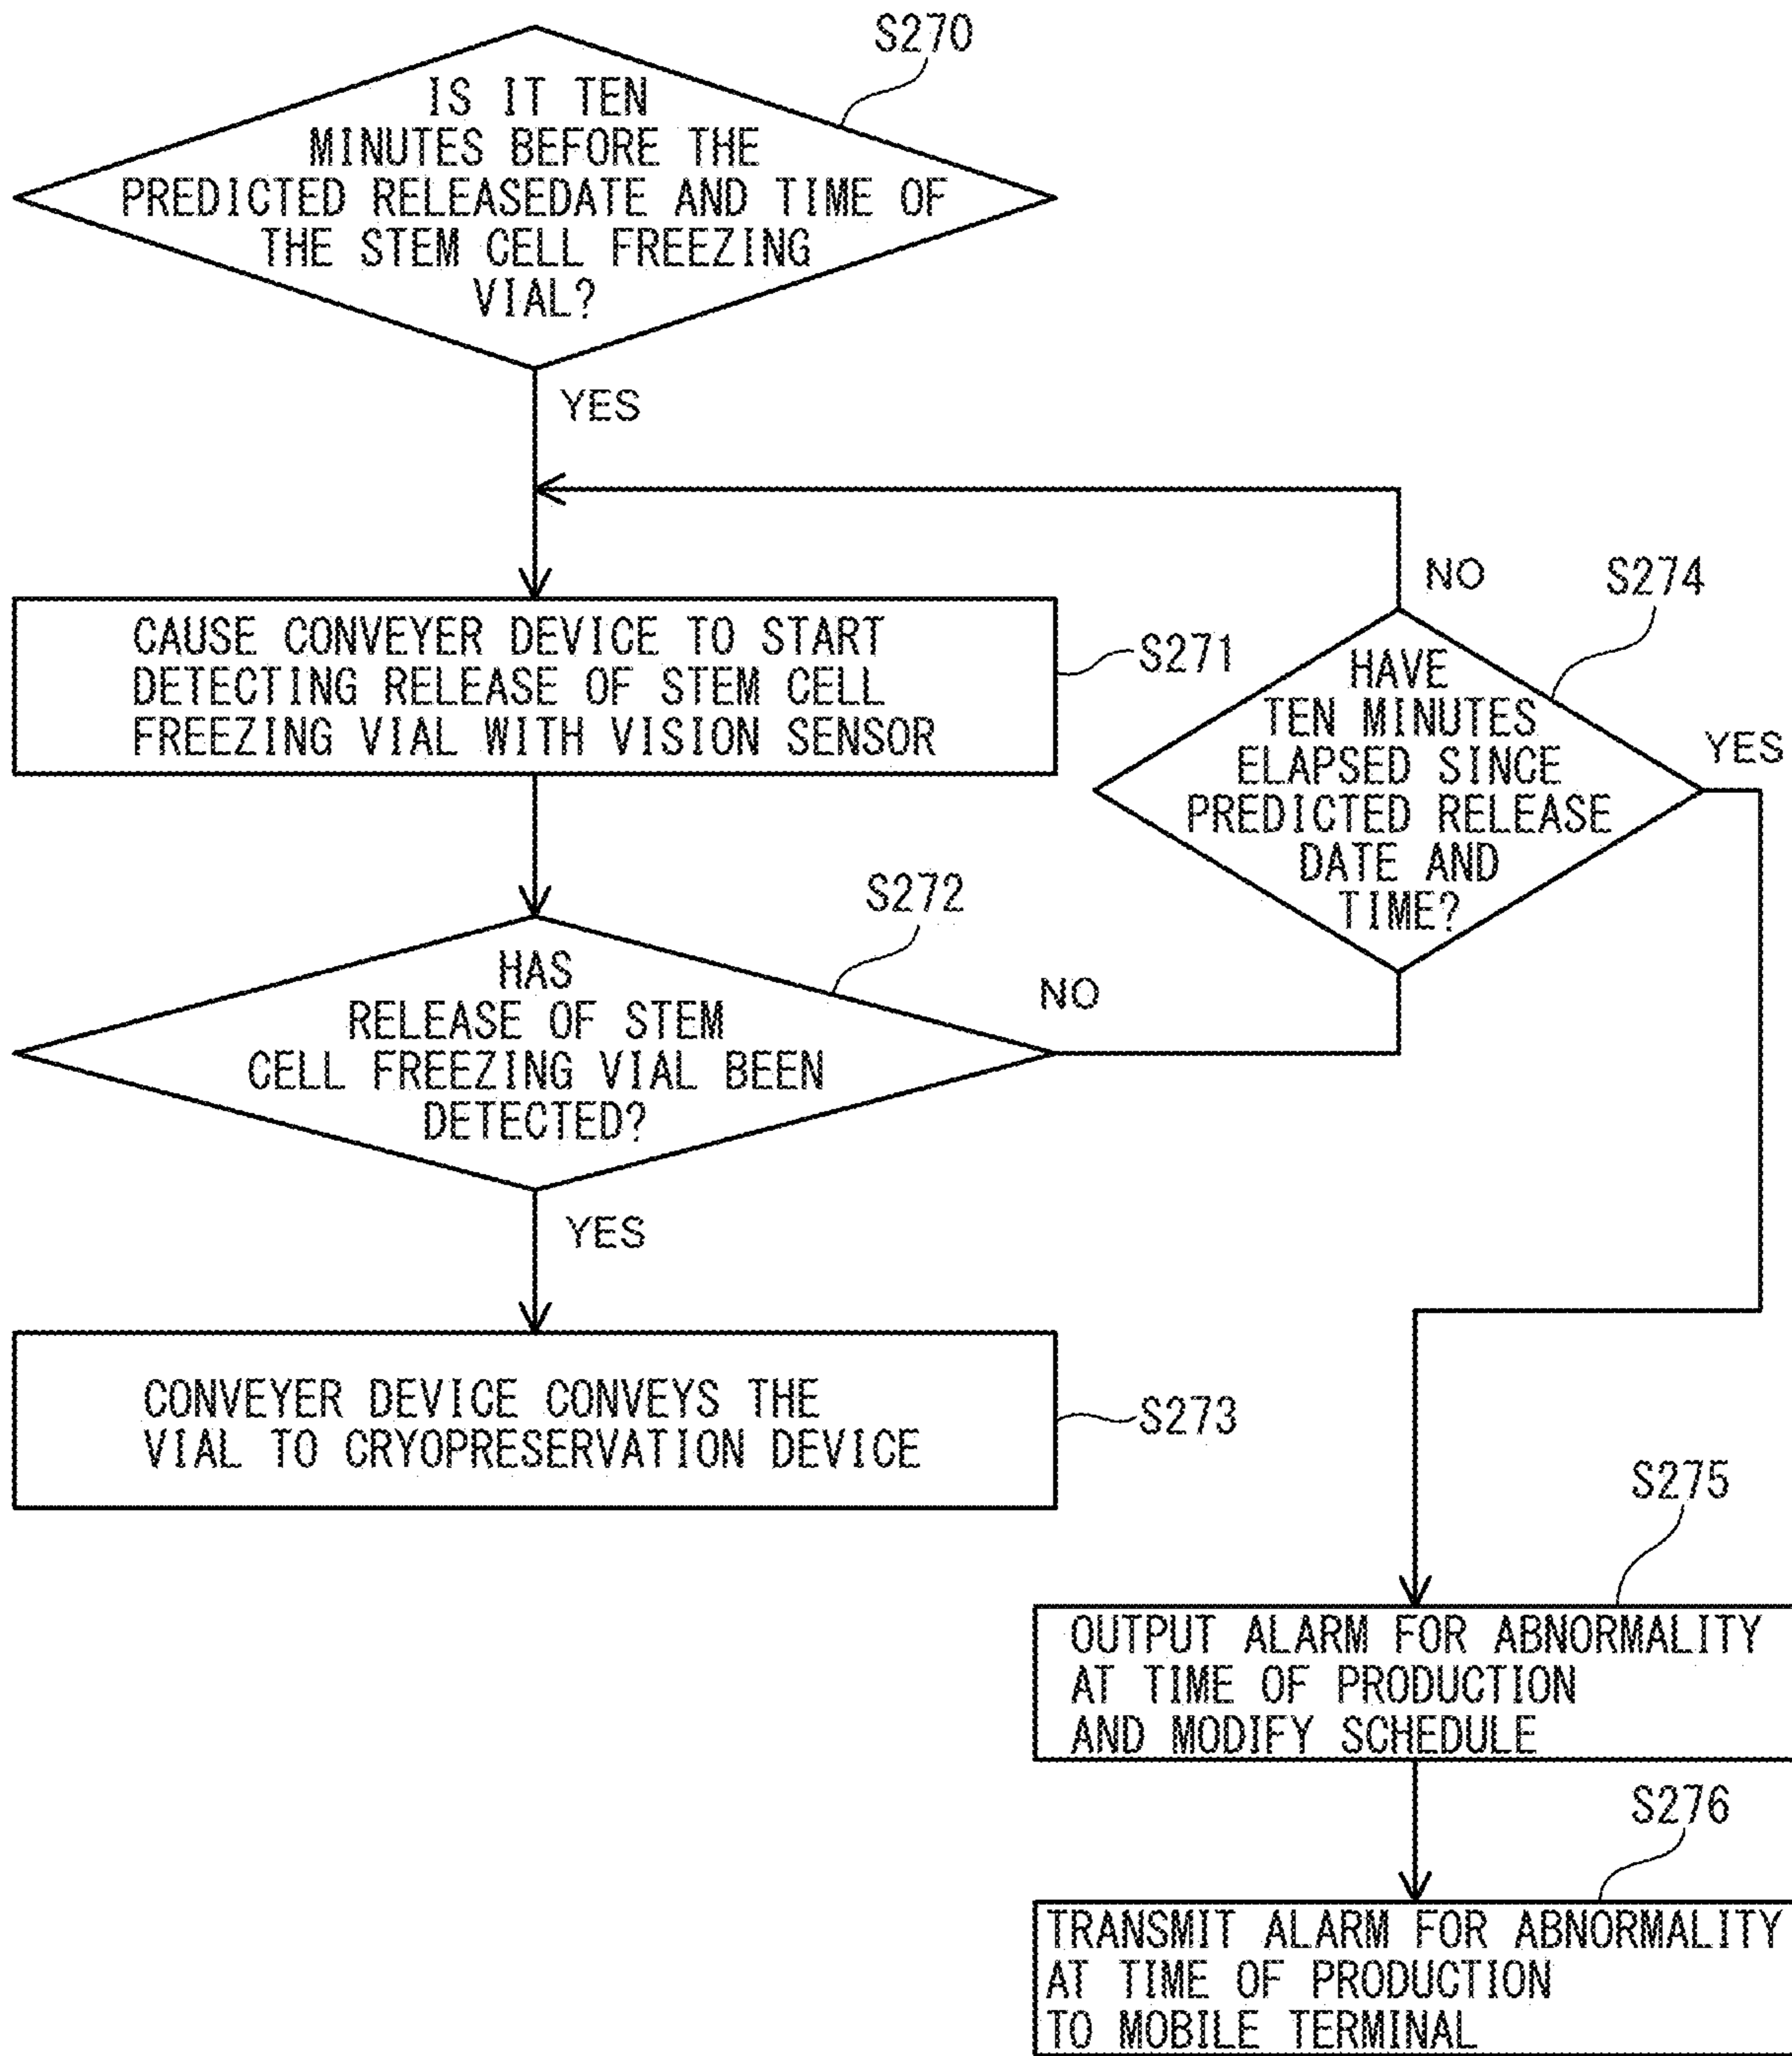 S270
IS IT TEN
MINUTES BEFORE THE
PREDICTED RELEASEDATE AND TIME OF
THE STEM CELL FREEZING
VIAL?
YES
CAUSE CONVEYER DEVICE TO START
DETECTING RELEASE OF STEM CELL
FREEZING VIAL WITH VISION SENSOR
S271
NO
S274
HAVE
TEN MINUTES
ELAPSED SINCE
PREDICTED RELEASE
DATE AND
TIME?
YES
S272
HAS
RELEASE OF STEM
CELL FREEZING VIAL BEEN
DETECTED?
NO
YES
CONVEYER DEVICE CONVEYS THE
VIAL TO CRYOPRESERVATION DEVICE
S273
S275
OUTPUT ALARM FOR ABNORMALITY
AT TIME OF PRODUCTION
AND MODIFY SCHEDULE
S276
TRANSMIT ALARM FOR ABNORMALITY
AT TIME OF PRODUCTION
TO MOBILE TERMINAL